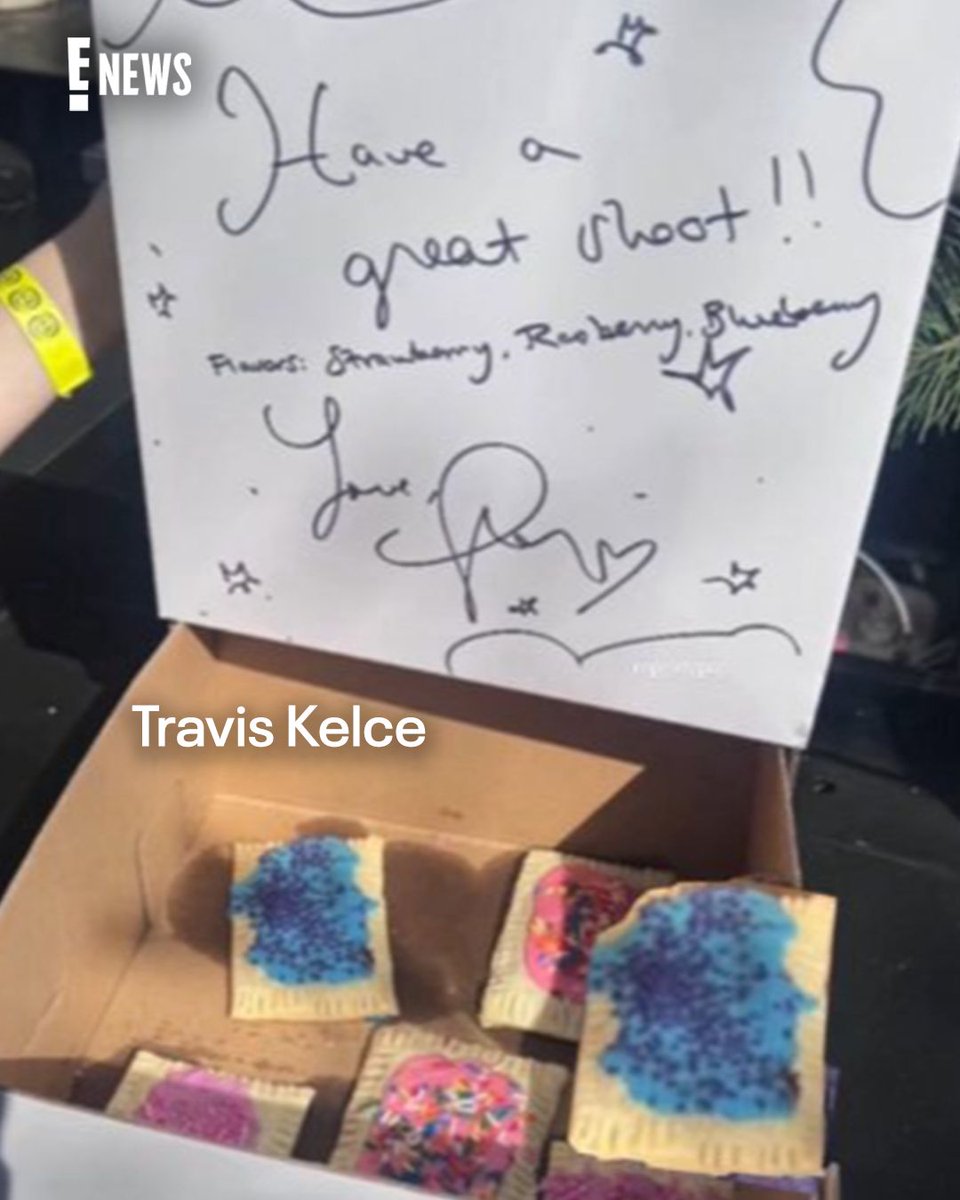 E! NEWS
Have a
great shoot!!
Flavors: Strawberry, Rasberry, Blueberry
Love,
Travis Kelce